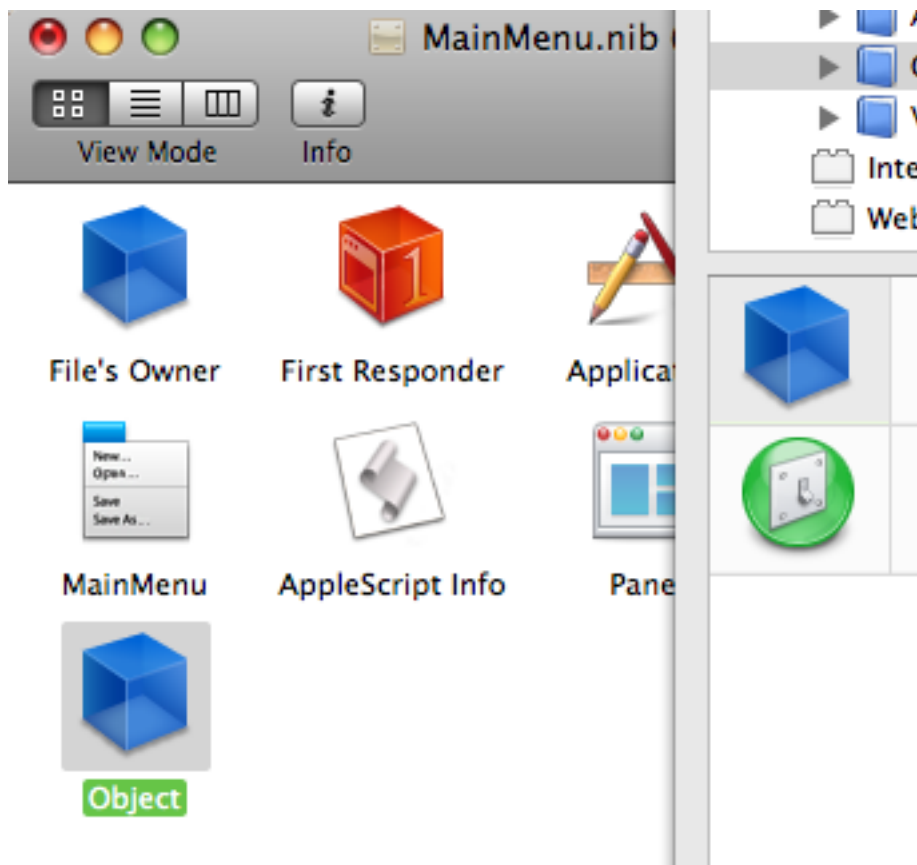 MainMenu.nib
View Mode
Info
Inte
Web
File's Owner
First Responder
Applica
New...
Open...
Save
Save As...
MainMenu
AppleScript Info
Pane
Object